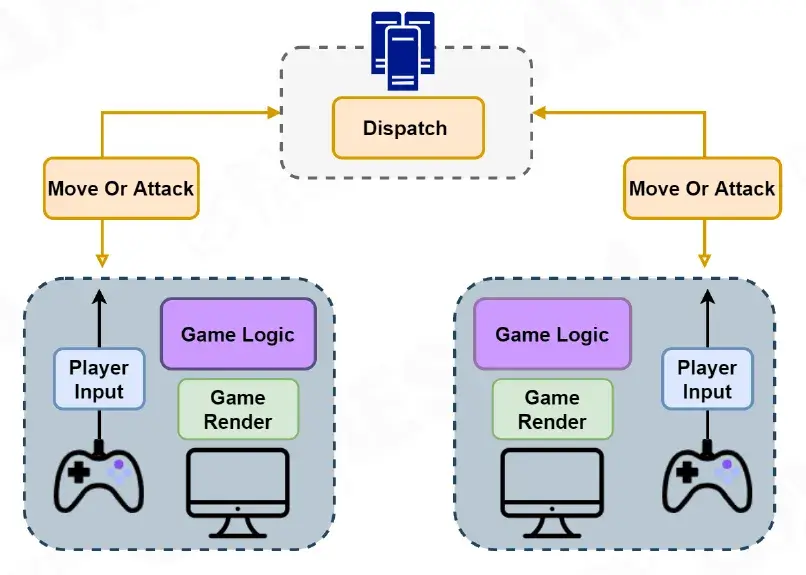 Dispatch
Move Or Attack
Move Or Attack
Game Logic
Player
Input
Game
Render
Game Logic
Player
Input
Game
Render